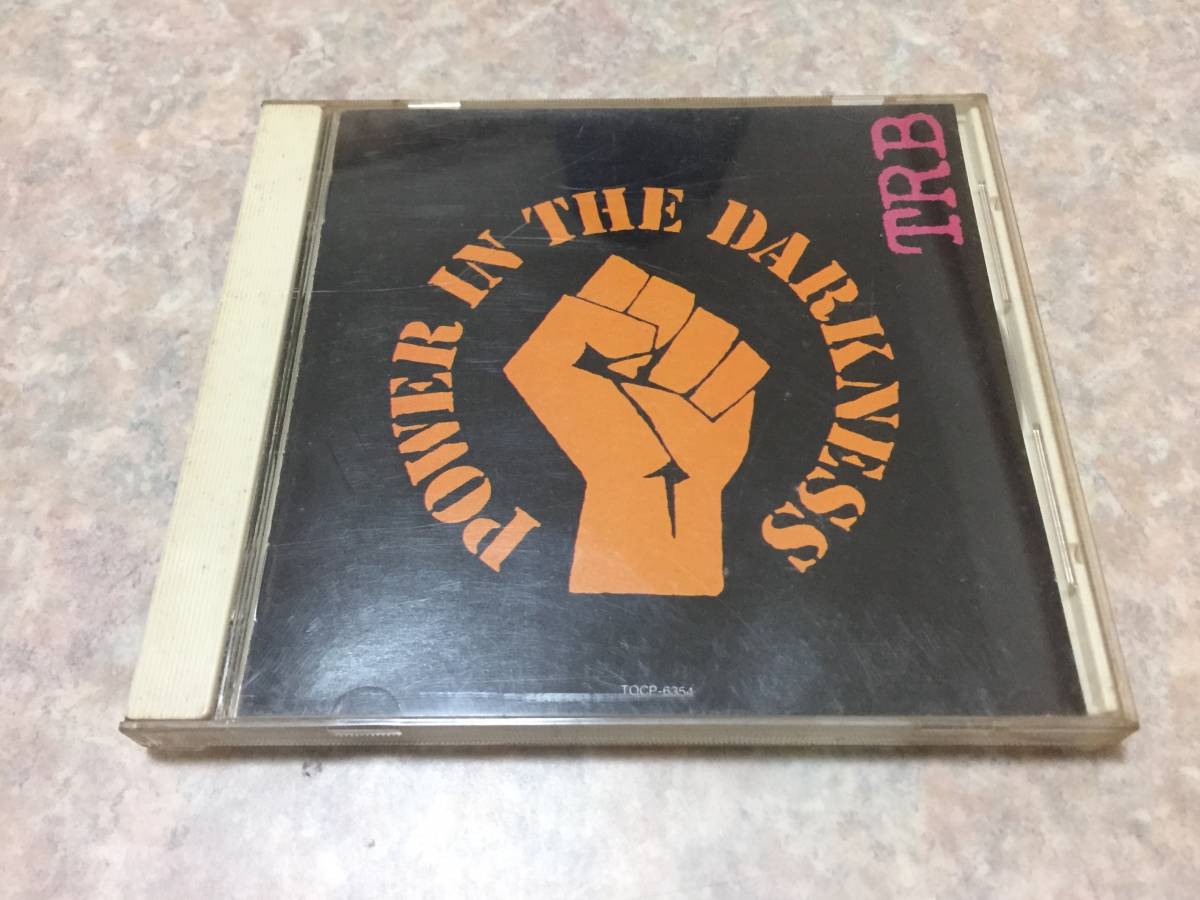 TRB
POWER IN THE DARKNESS
TOCP-6354